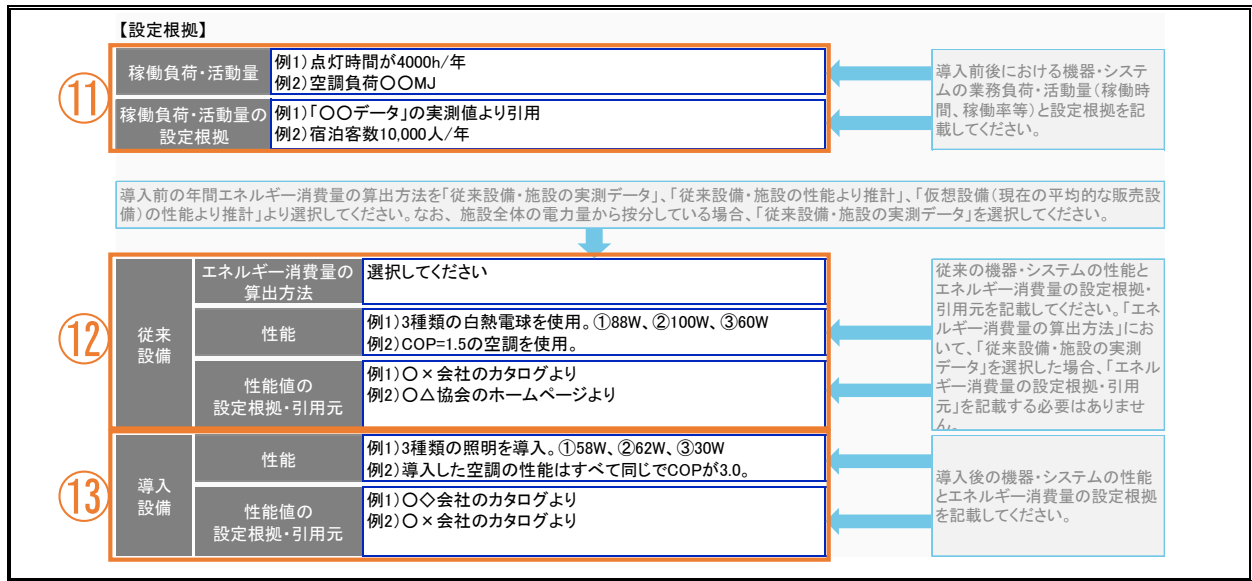 【設定根拠】
⑪
稼働負荷・活動量
例1)点灯時間が4000h/年
例2)空調負荷〇〇MJ
稼働負荷・活動量の
設定根拠
例1)「〇〇データ」の実測値より引用
例2)宿泊客数10,000人/年
導入前後における機器・システ
ムの業務負荷・活動量(稼働時
間、稼働率等)と設定根拠を記
載してください。
導入前の年間エネルギー消費量の算出方法を「従来設備・施設の実測データ」、「従来設備・施設の性能より推計」、「仮想設備(現在の平均的な販売設
備)の性能より推計」より選択してください。なお、施設全体の電力量から按分している場合、「従来設備・施設の実測データ」を選択してください。
⑫
従来
設備
エネルギー消費量の
算出方法
選択してください
性能
例1)3種類の白熱電球を使用。①88W、②100W、③60W
例2)COP=1.5の空調を使用。
性能値の
設定根拠・引用元
例1)〇×会社のカタログより
例2)〇△協会のホームページより
従来の機器・システムの性能と
エネルギー消費量の設定根拠・
引用元を記載してください。「エネ
ルギー消費量の算出方法」にお
いて、「従来設備・施設の実測
データ」を選択した場合、「エネル
ギー消費量の設定根拠・引用
元」を記載する必要はありませ
ん。
⑬
導入
設備
性能
例1)3種類の照明を導入。①58W、②62W、③30W
例2)導入した空調の性能はすべて同じでCOPが3.0。
性能値の
設定根拠・引用元
例1)〇◇会社のカタログより
例2)〇×会社のカタログより
導入後の機器・システムの性能
とエネルギー消費量の設定根拠
を記載してください。